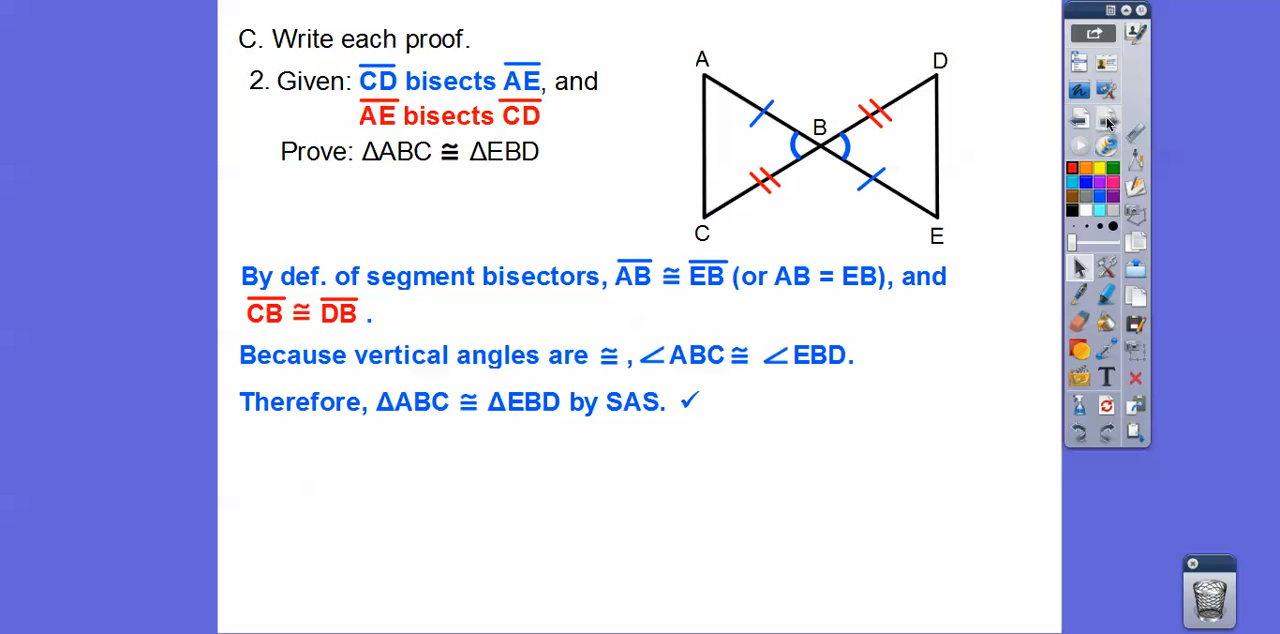 C. Write each proof.
2. Given: CD bisects AE, and
AE bisects CD
Prove: ΔABC ≅ ΔEBD
A
D
B
C
E
By def. of segment bisectors, AB ≅ EB (or AB = EB), and
CB ≅ DB .
Because vertical angles are ≅ , ∠ABC ≅ ∠EBD.
Therefore, ΔABC ≅ ΔEBD by SAS. ✓
T